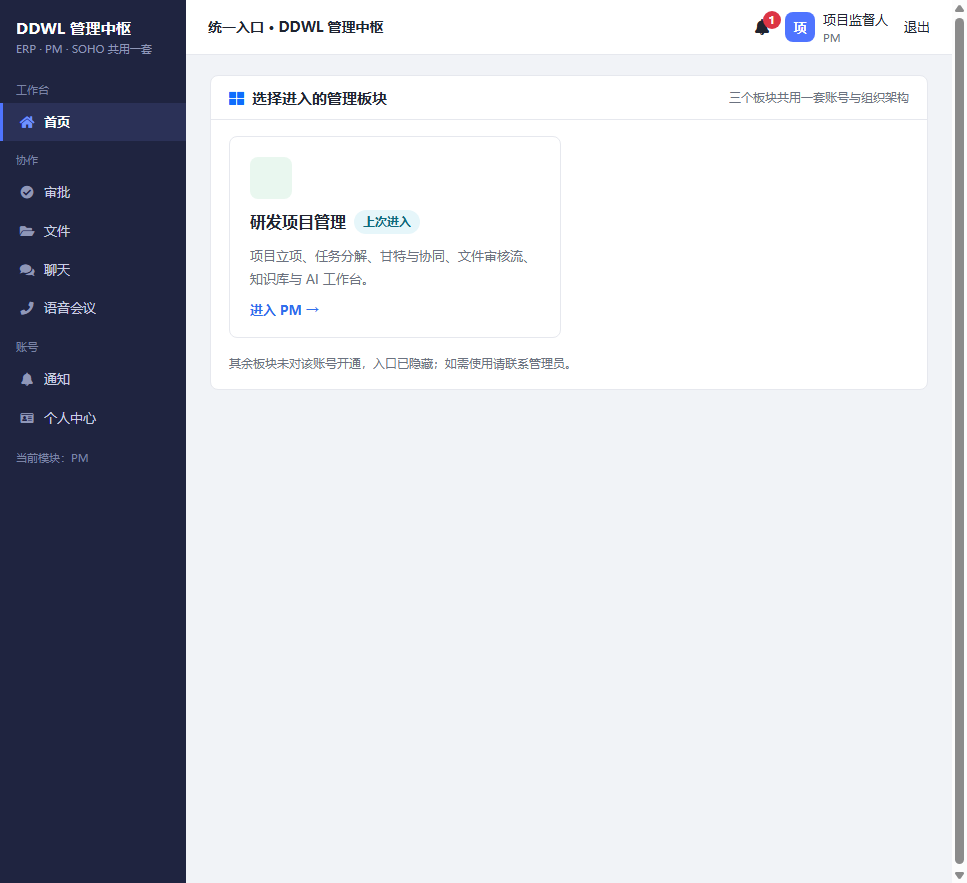 DDWL 管理中枢
ERP · PM · SOHO 共用一套
工作台
首页
协作
审批
文件
聊天
语音会议
账号
通知
个人中心
当前模块：PM
统一入口 • DDWL 管理中枢
1
项
项目监督人
PM
退出
选择进入的管理板块
三个板块共用一套账号与组织架构
研发项目管理 上次进入
项目立项、任务分解、甘特与协同、文件审核流、
知识库与 AI 工作台。
进入 PM →
其余板块未对该账号开通，入口已隐藏；如需使用请联系管理员。